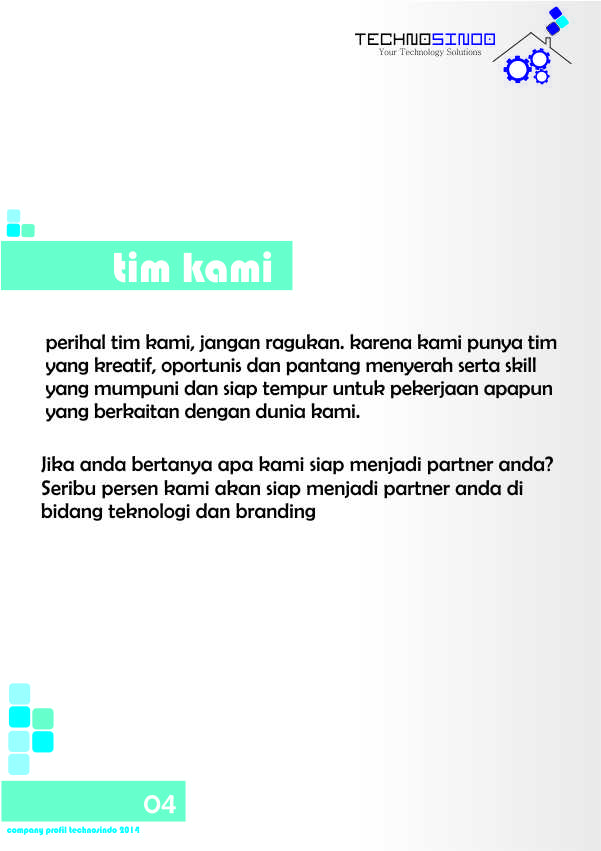 TECHNOSINDO
Your Technology Solutions
tim kami
perihal tim kami, jangan ragukan. karena kami punya tim
yang kreatif, oportunis dan pantang menyerah serta skill
yang mumpuni dan siap tempur untuk pekerjaan apapun
yang berkaitan dengan dunia kami.
Jika anda bertanya apa kami siap menjadi partner anda?
Seribu persen kami akan siap menjadi partner anda di
bidang teknologi dan branding
04
company profil technosindo 2014